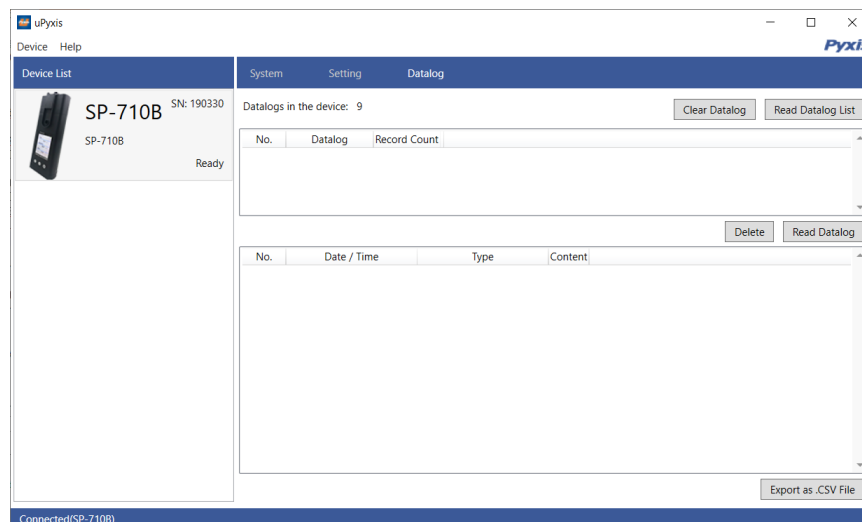 uPyxis
Device Help
Device List System Setting Datalog
SP-710B SN: 190330
SP-710B
Ready
Datalogs in the device: 9 Clear Datalog Read Datalog List
No. Datalog Record Count
Delete Read Datalog
No. Date / Time Type Content
Export as .CSV File
Connected(SP-710B)